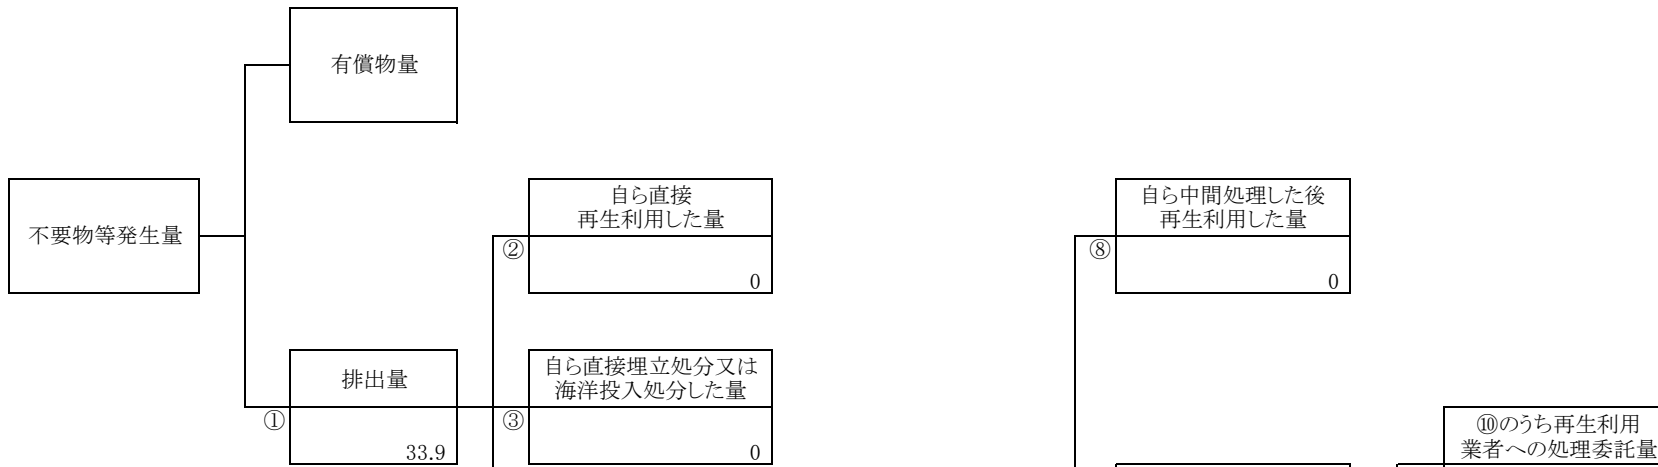 有償物量
不要物等発生量
自ら直接
再生利用した量
②
0
自ら中間処理した後
再生利用した量
⑧
0
排出量
①
33.9
自ら直接埋立処分又は
海洋投入処分した量
③
0
⑩のうち再生利用
業者への処理委託量